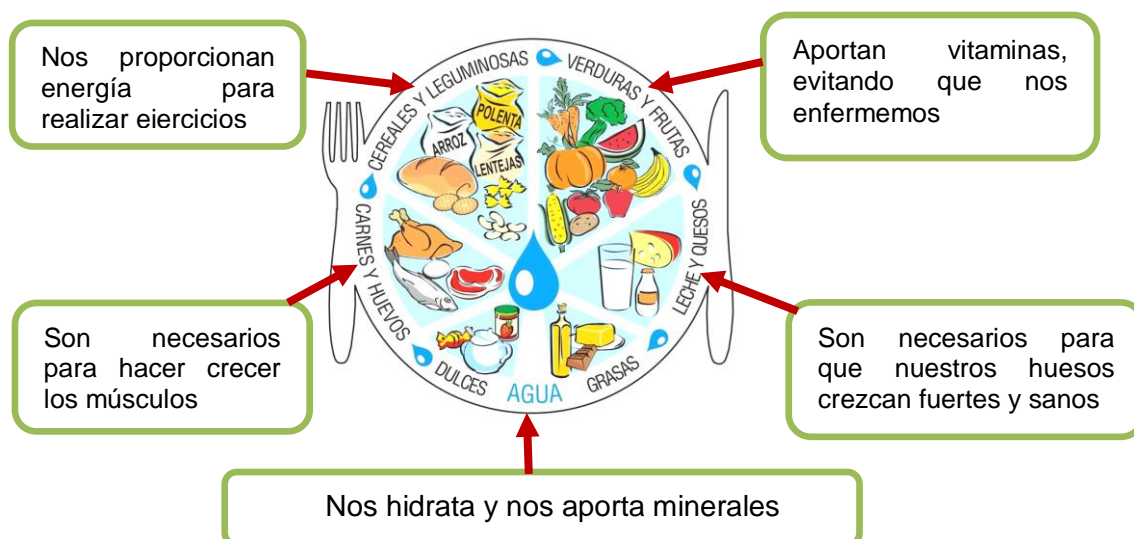 Nos proporcionan
energía para
realizar eiercicios
Aportan vitaminas,
evitando que nos
enfermemos
CEREALES Y LEGUMINOSAS
VERDURAS Y FRUTAS
POLENTA
ARROZ
LENTEJAS
CARNES Y HUEVOS
LECHE Y QUESOS
DULCES
AGUA
GRASAS
Son necesarios
para hacer crecer
los músculos
Son necesarios para
que nuestros huesos
crezcan fuertes y sanos
Nos hidrata y nos aporta minerales